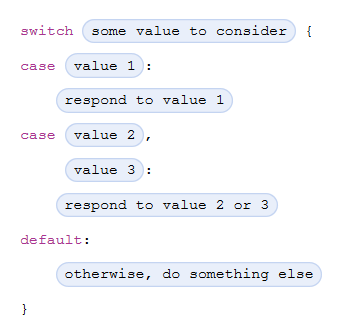 switch some value to consider {
case value 1:
respond to value 1
case value 2,
value 3:
respond to value 2 or 3
default:
otherwise, do something else
}